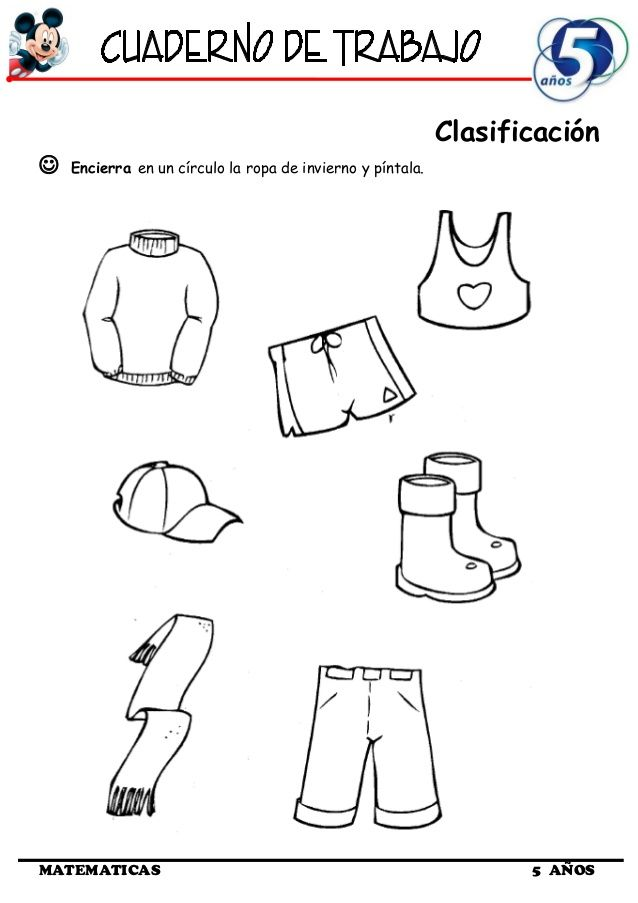 CUADERNO DE TRABAJO
5
años
Clasificación
Encierra en un círculo la ropa de invierno y píntala.
MATEMATICAS 5 AÑOS